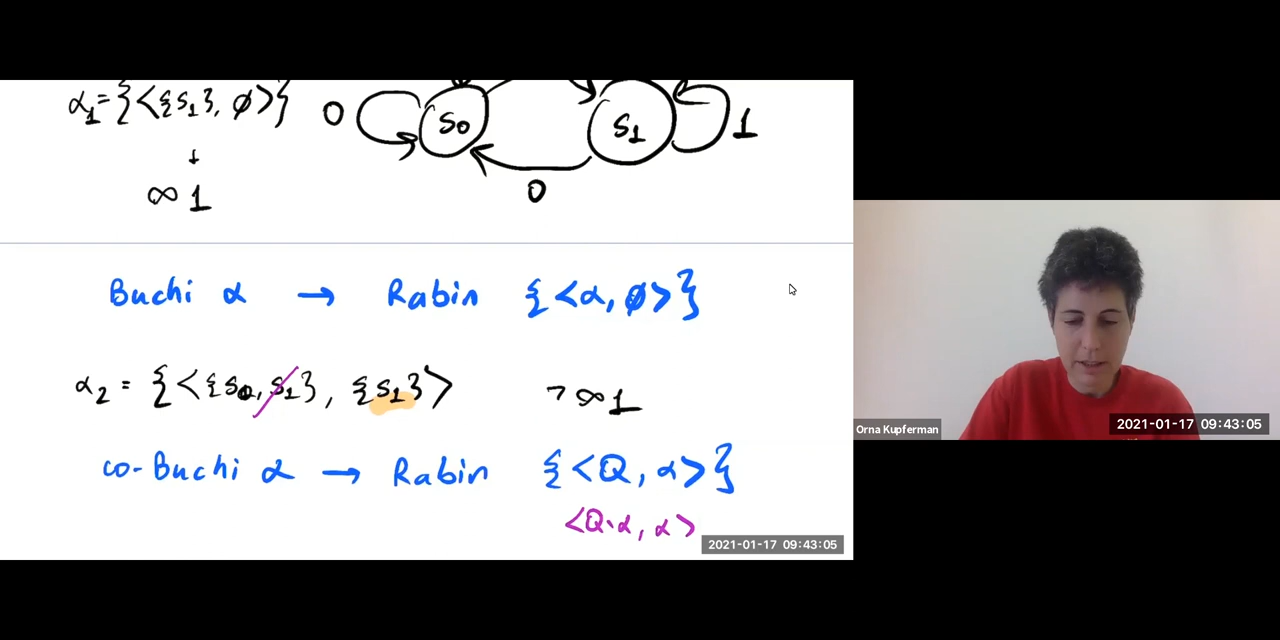 α₁ = {<{s₁}, ∅>}
0
s₀
s₁
1
↓
∞ 1
0
Buchi α → Rabin {<α, ∅>}
α₂ = {<{s₀, s₁}, {s₁}> ¬∞1
co-Buchi α → Rabin {<Q, α>}
<Q\α, α>
2021-01-17 09:43:05
Orna Kupferman
2021-01-17 09:43:05